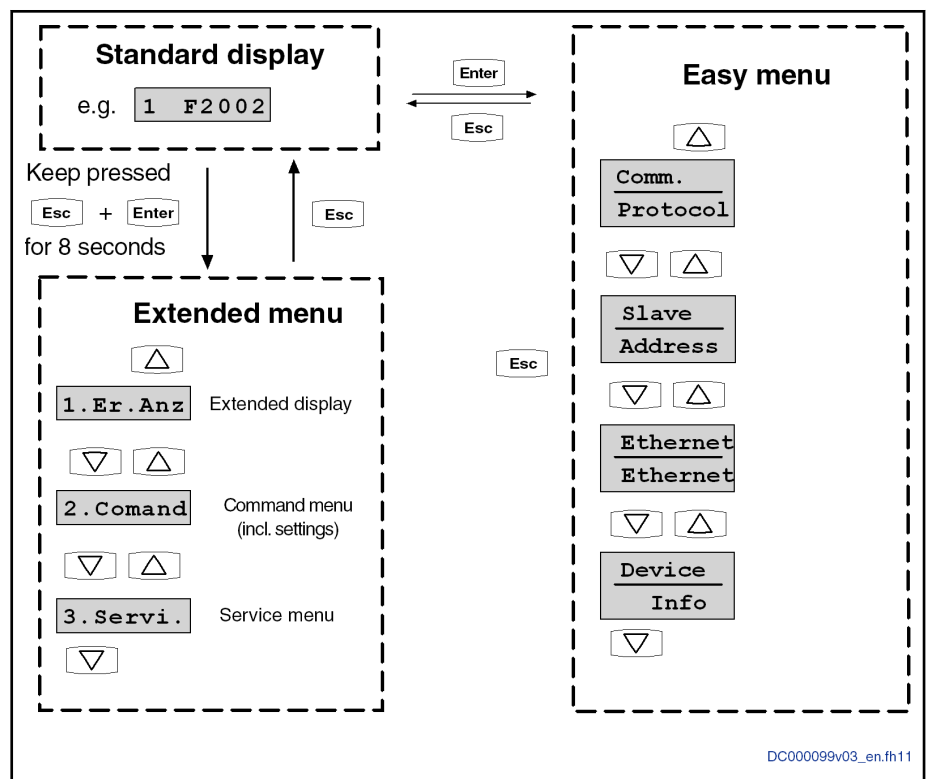 Standard display
e.g. 1 F2002
Enter
Esc
Keep pressed
Esc + Enter
for 8 seconds
Esc
Extended menu
1.Er.Anz Extended display
2.Comand Command menu
(incl. settings)
3.Servi. Service menu
Esc
Easy menu
Comm.
Protocol
Slave
Address
Ethernet
Ethernet
Device
Info
DC000099v03_en.fh11